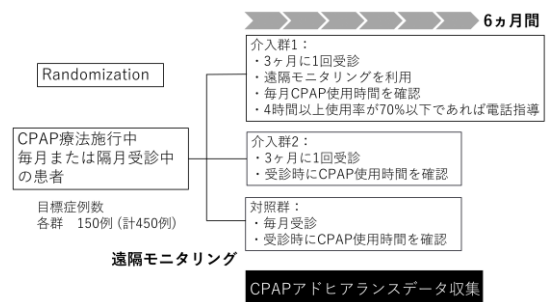 6ヵ月間
介入群1：
・3ヶ月に1回受診
・遠隔モニタリングを利用
・毎月CPAP使用時間を確認
・4時間以上使用率が70%以下であれば電話指導
Randomization
CPAP療法施行中
毎月または隔月受診中
の患者
介入群2：
・3ヶ月に1回受診
・受診時にCPAP使用時間を確認
目標症例数
各群　150例 (計450例)
対照群：
・毎月受診
・受診時にCPAP使用時間を確認
遠隔モニタリング
CPAPアドヒアランスデータ収集